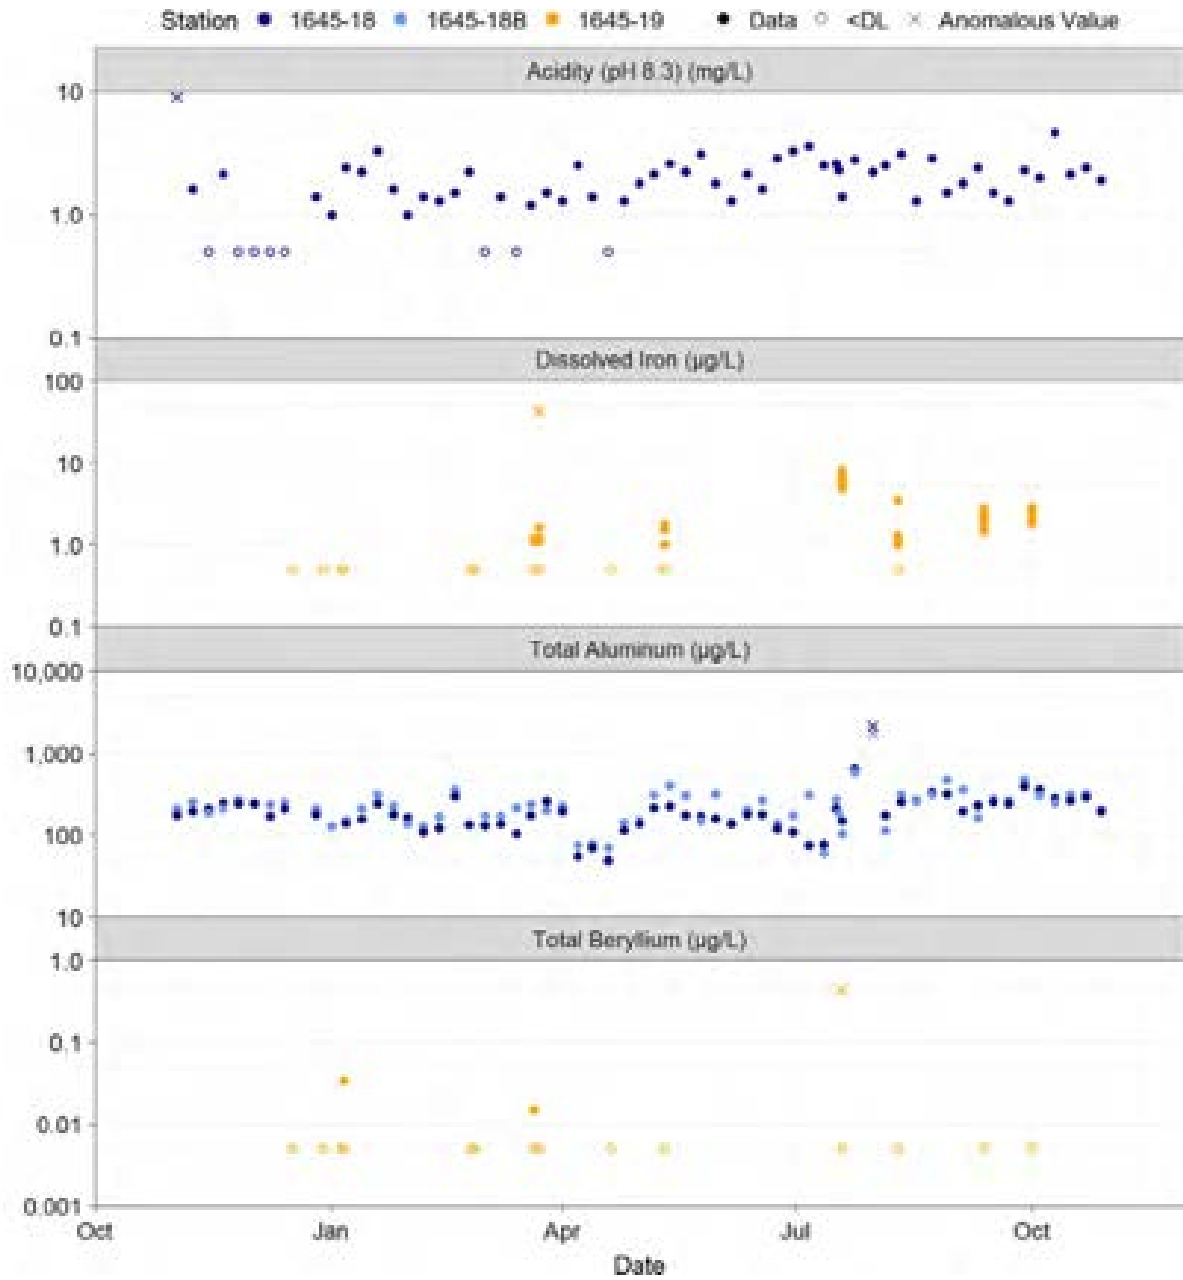 Station 1645-18 1645-18B 1645-19 Data <DL Anomalous Value
Acidity (pH 8.3) (mg/L)
10
1.0
0.1
Dissolved Iron (µg/L)
100
10
1.0
0.1
Total Aluminum (µg/L)
10,000
1,000
100
10
Total Beryllium (µg/L)
1.0
0.1
0.01
0.001
Oct Jan Apr Jul Oct
Date